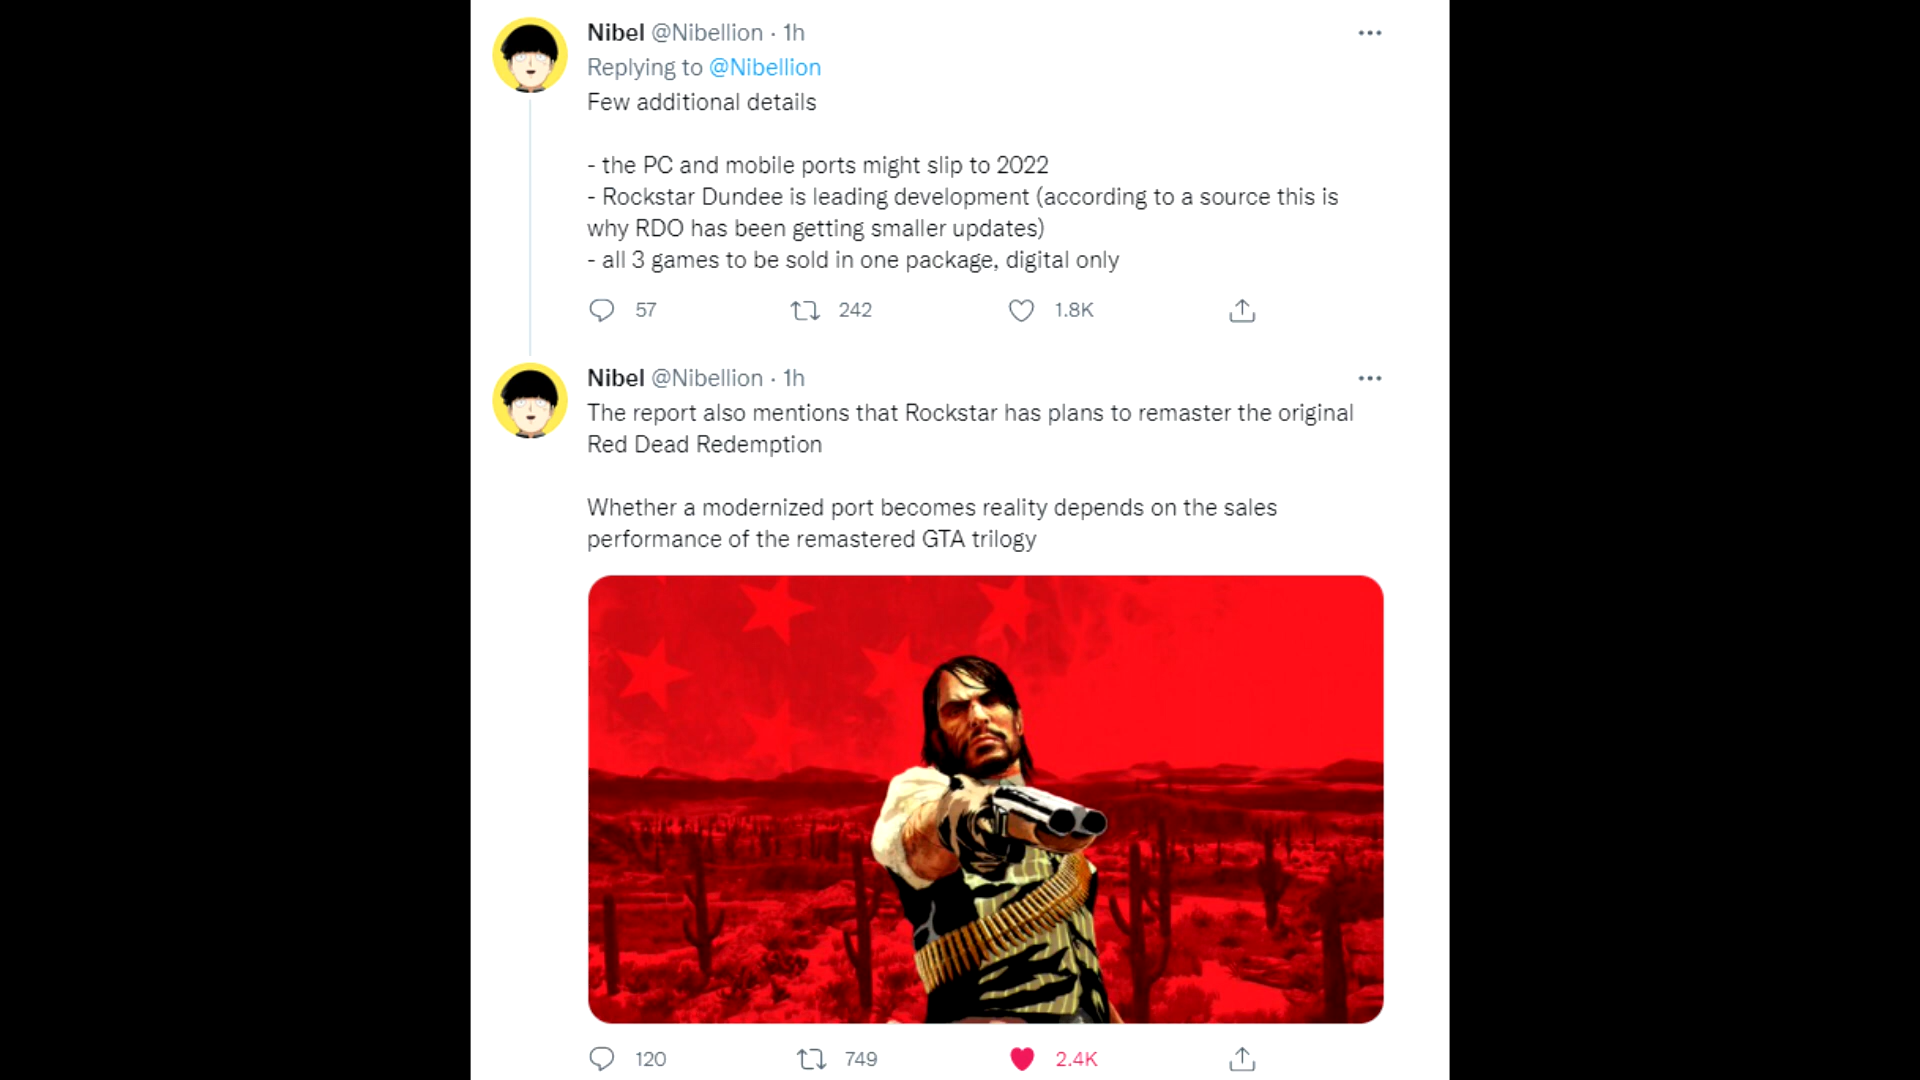 Nibel @Nibellion · 1h
Replying to @Nibellion
Few additional details
- the PC and mobile ports might slip to 2022
- Rockstar Dundee is leading development (according to a source this is
why RDO has been getting smaller updates)
- all 3 games to be sold in one package, digital only
57 242 1.8K
Nibel @Nibellion · 1h
The report also mentions that Rockstar has plans to remaster the original
Red Dead Redemption
Whether a modernized port becomes reality depends on the sales
performance of the remastered GTA trilogy
120 749 2.4K